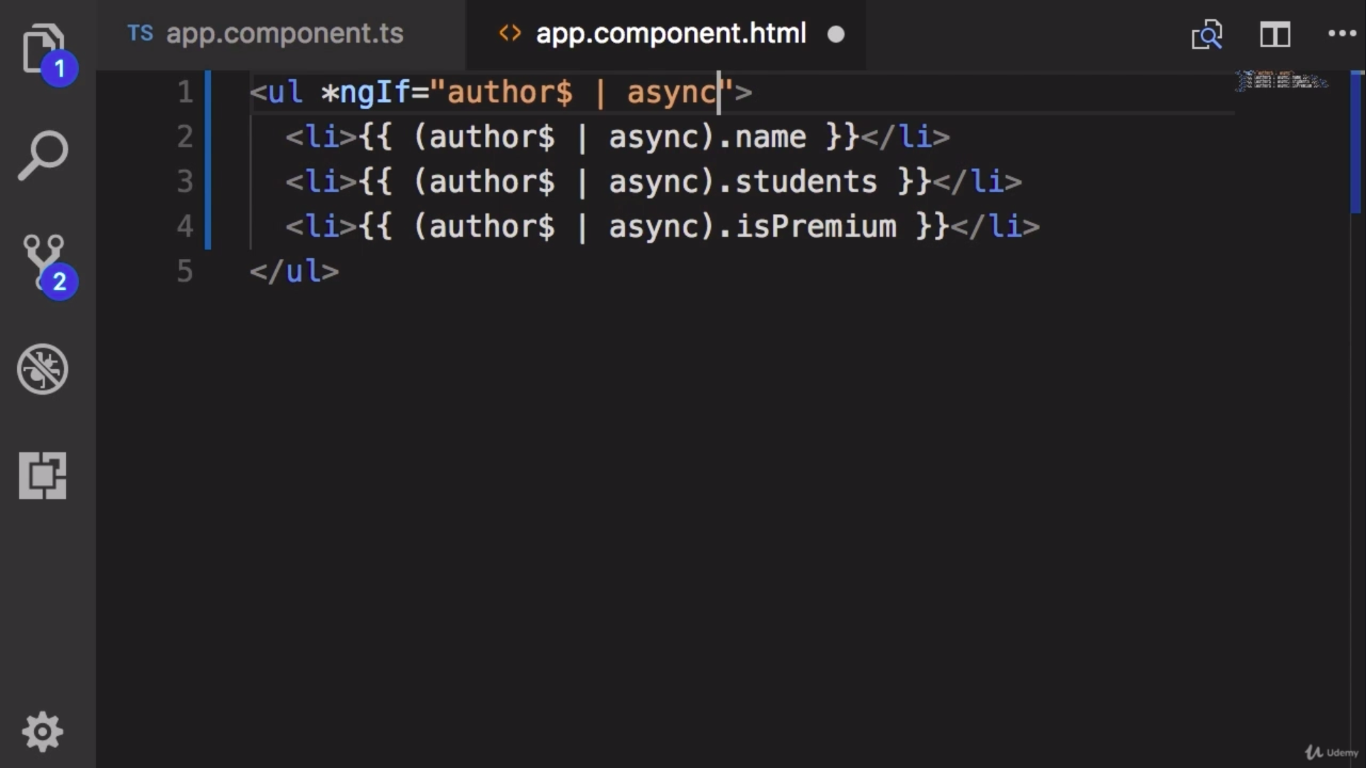 TS app.component.ts <> app.component.html
1
2
1 <ul *ngIf="author$ | async">
2 <li>{{ (author$ | async).name }}</li>
3 <li>{{ (author$ | async).students }}</li>
4 <li>{{ (author$ | async).isPremium }}</li>
5 </ul>
Udemy